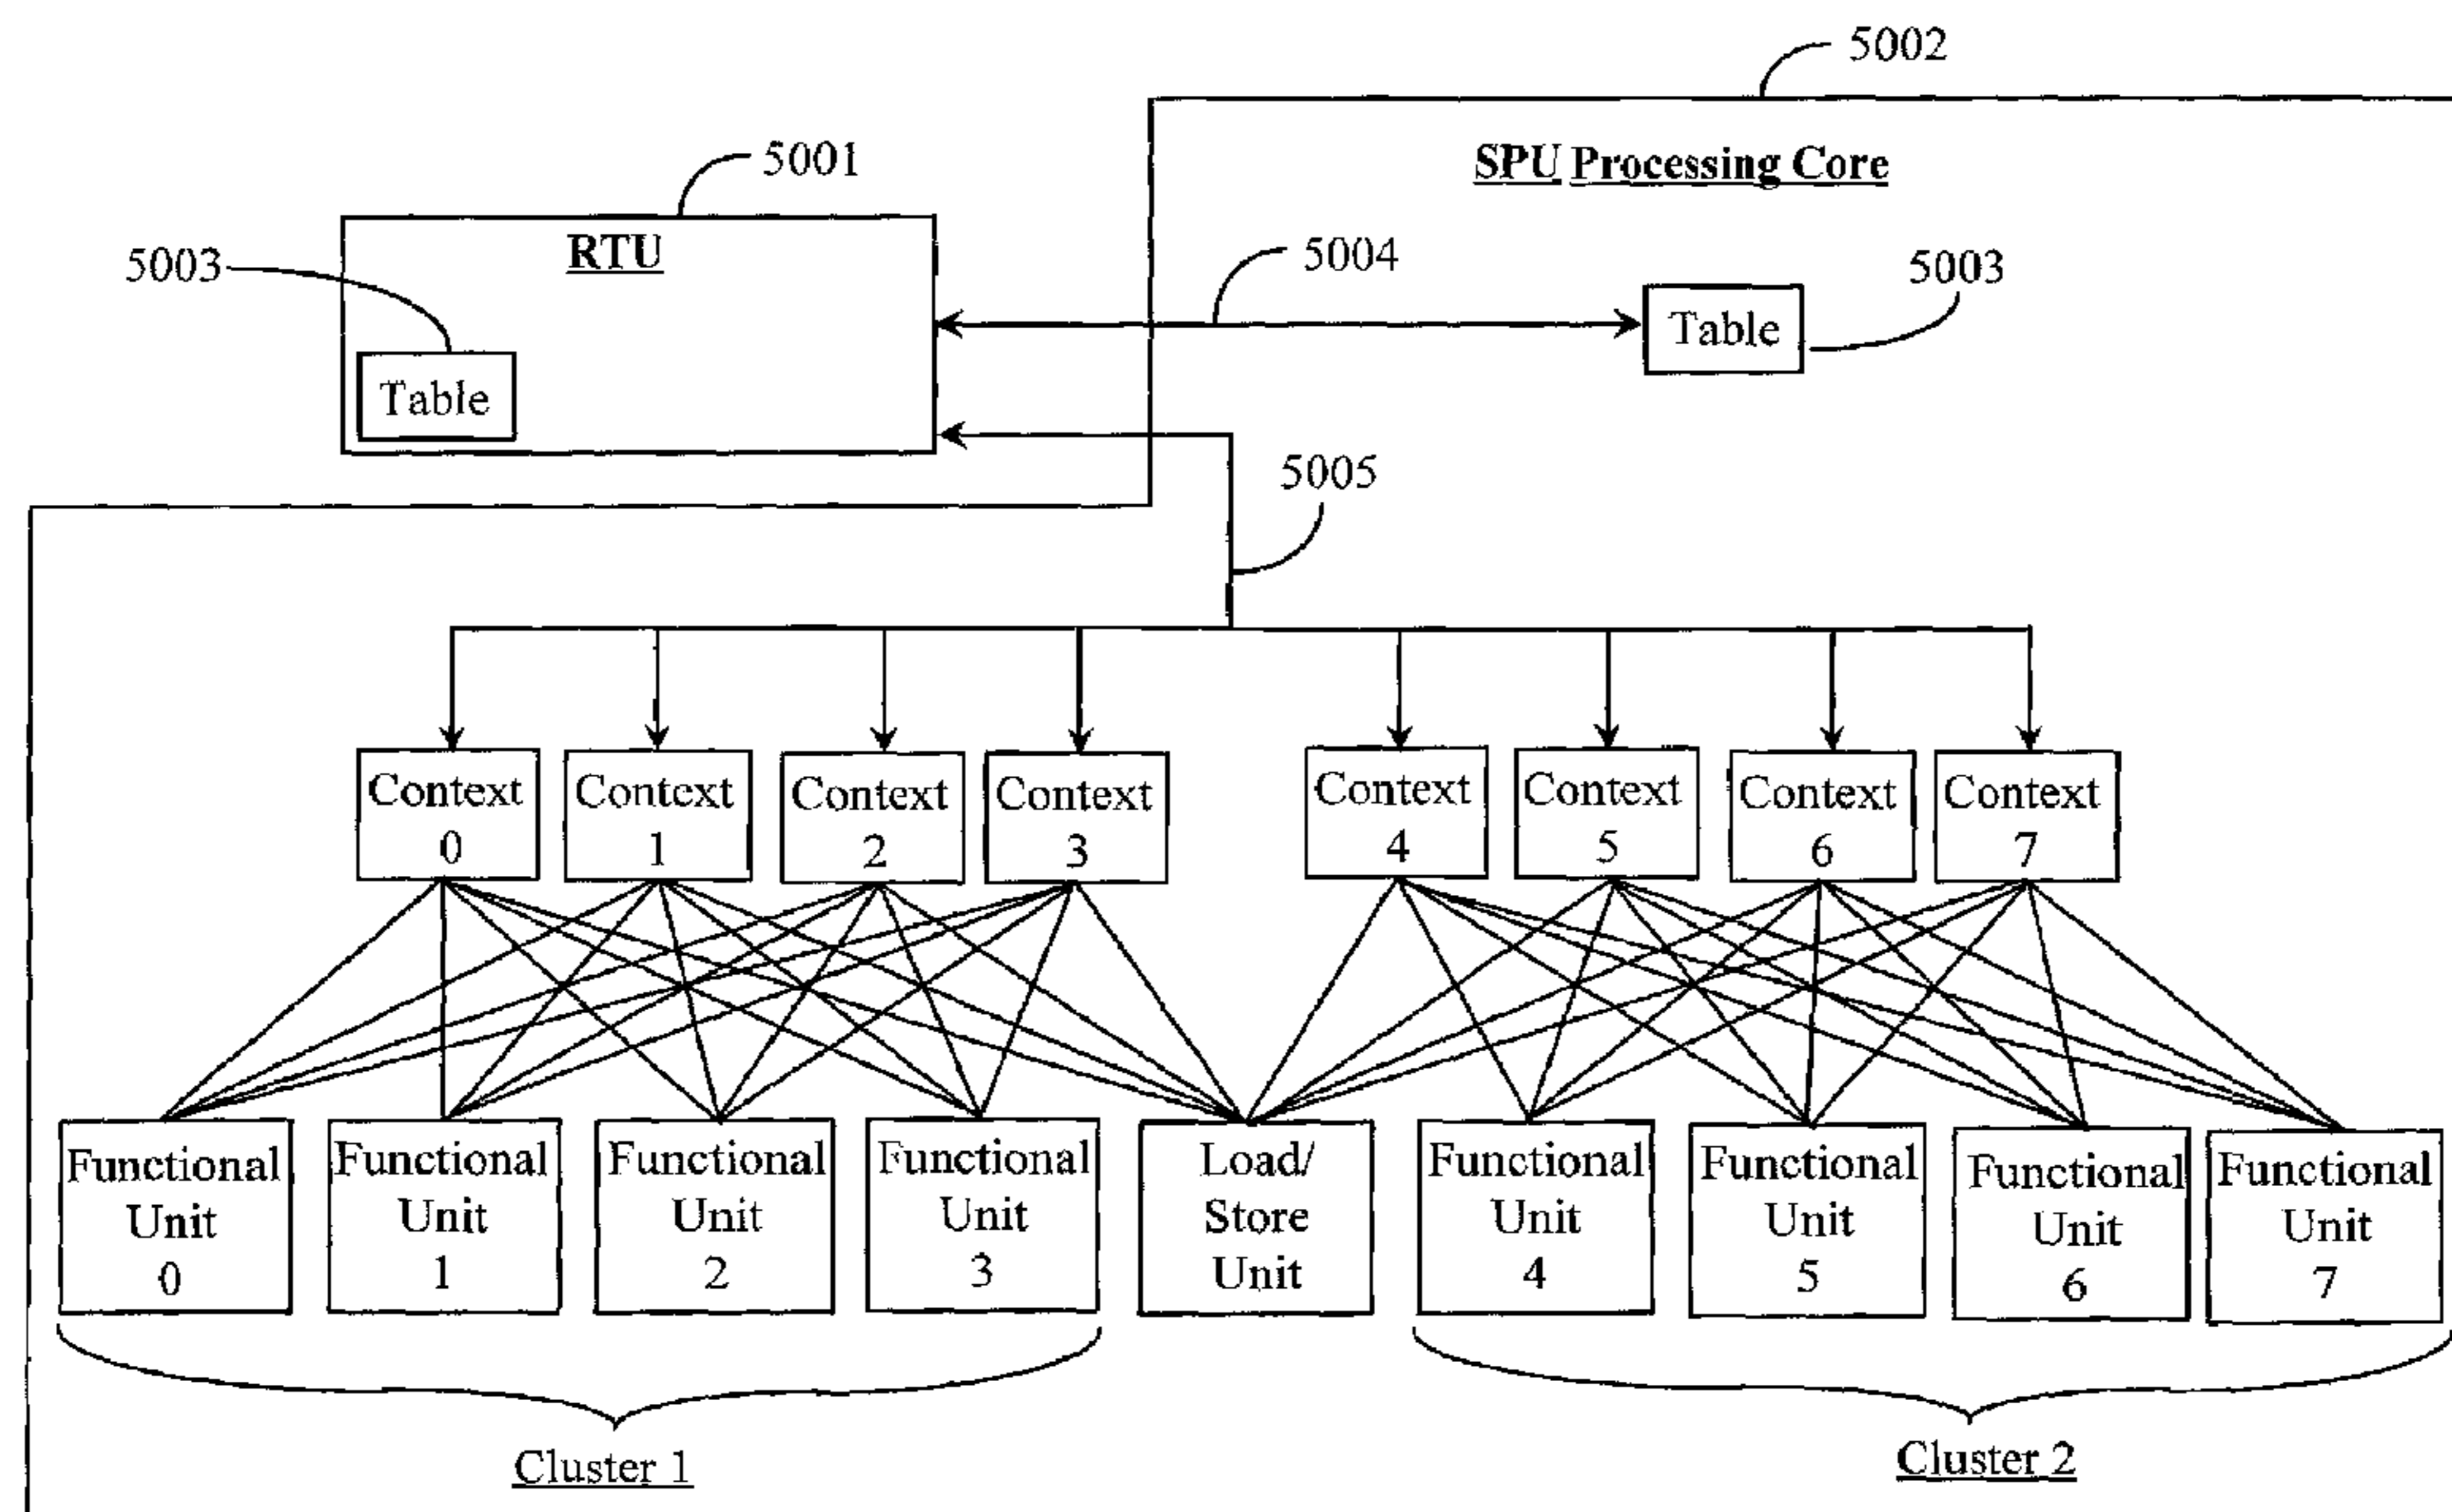 5002
SPU Processing Core
5001
RTU
5003
5004
5003
Table
Table
5005
Context
0
Context
1
Context
2
Context
3
Context
4
Context
5
Context
6
Context
7
Functional
Unit
0
Functional
Unit
1
Functional
Unit
2
Functional
Unit
3
Load/
Store
Unit
Functional
Unit
4
Functional
Unit
5
Functional
Unit
6
Functional
Unit
7
Cluster 1
Cluster 2